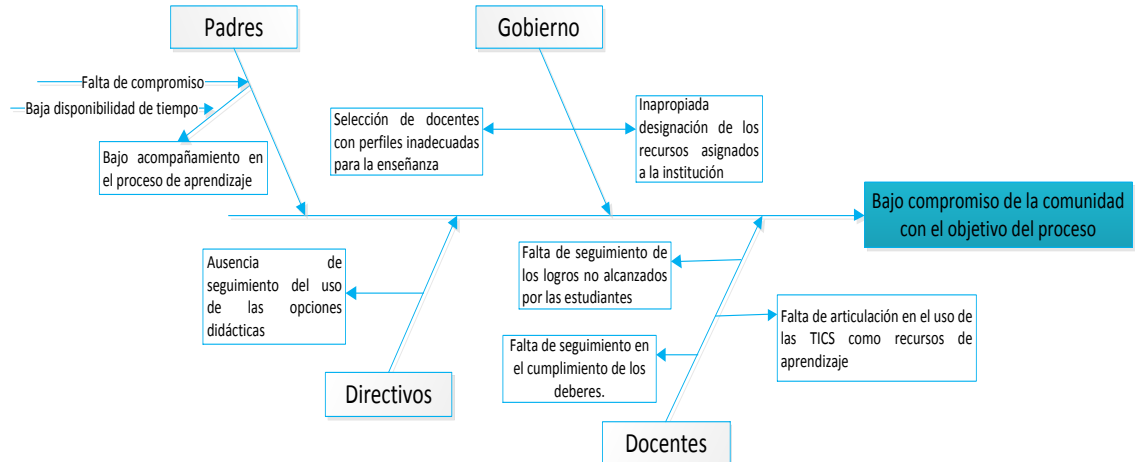 Padres
Gobierno
Falta de compromiso
Baja disponibilidad de tiempo
Bajo acompañamiento en
el proceso de aprendizaje
Selección de docentes
con perfiles inadecuadas
para la enseñanza
Inapropiada
designación de los
recursos asignados
a la institución
Bajo compromiso de la comunidad
con el objetivo del proceso
Ausencia de
seguimiento del uso
de las opciones
didácticas
Falta de seguimiento de
los logros no alcanzados
por las estudiantes
Falta de articulación en el uso de
las TICS como recursos de
aprendizaje
Falta de seguimiento en
el cumplimiento de los
deberes.
Directivos
Docentes